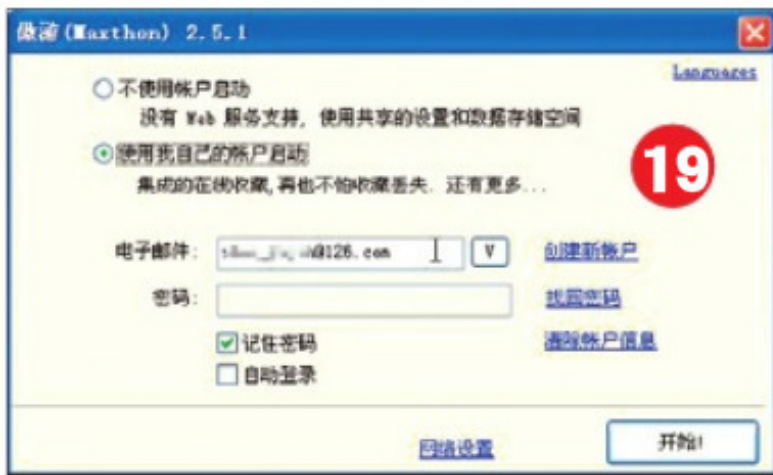 傲游(Maxthon) 2.5.1
Languages
不使用帐户启动
没有 Web 服务支持, 使用共享的设置和数据存储空间
使用我自己的帐户启动
19
集成的在线收藏,再也不怕收藏丢失. 还有更多...
电子邮件: @126.com V 创建新帐户
密码: 找回密码
记住密码 清除帐户信息
自动登录
网络设置 开始!